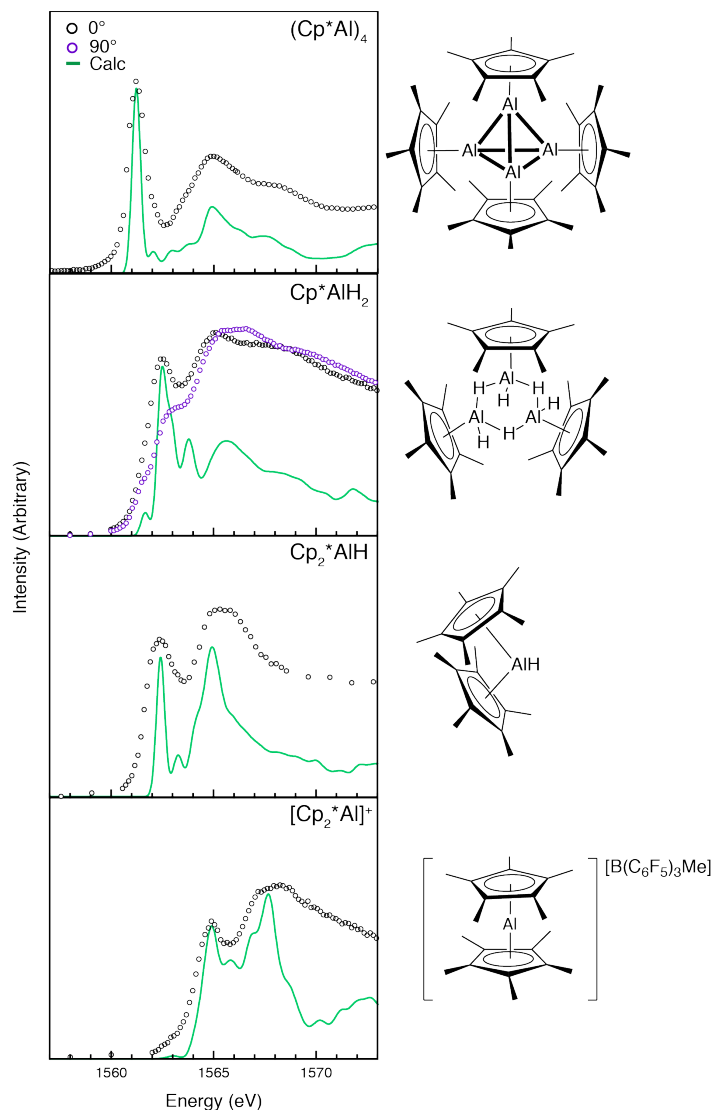 0°
90°
Calc
(Cp*Al)₄
Al
Al
Al
Al
Cp*AlH₂
H Al H
H
Al
H
Al
H
H
H
Cp₂*AlH
AlH
[Cp₂*Al]⁺
[B(C₆F₅)₃Me]
Al
Intensity (Arbitrary)
1560 1565 1570
Energy (eV)